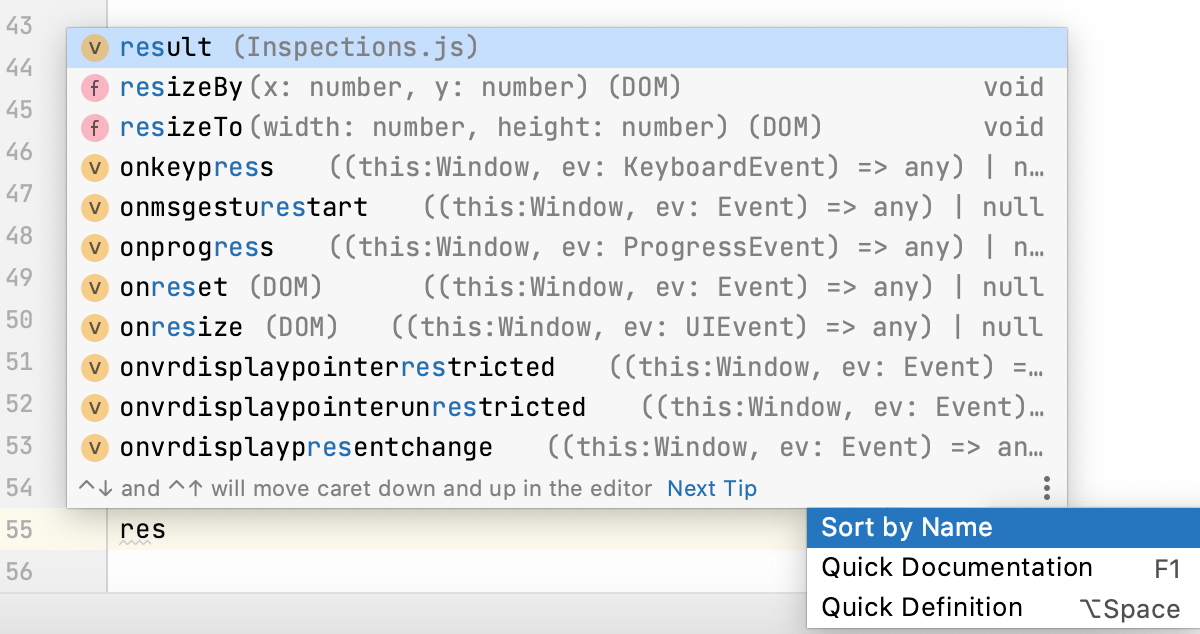 43
44
45
46
47
48
49
50
51
52
53
54
55
56
v result (Inspections.js)
f resizeBy(x: number, y: number) (DOM) void
f resizeTo(width: number, height: number) (DOM) void
v onkeypress ((this:Window, ev: KeyboardEvent) => any) | n…
v onmsgesturestart ((this:Window, ev: Event) => any) | null
v onprogress ((this:Window, ev: ProgressEvent) => any) | n…
v onreset (DOM) ((this:Window, ev: Event) => any) | null
v onresize (DOM) ((this:Window, ev: UIEvent) => any) | null
v onvrdisplaypointerrestricted ((this:Window, ev: Event) =…
v onvrdisplaypointerunrestricted ((this:Window, ev: Event)…
v onvrdisplaypresentchange ((this:Window, ev: Event) => an…
^↓ and ^↑ will move caret down and up in the editor Next Tip
res
Sort by Name
Quick Documentation F1
Quick Definition ⌥Space